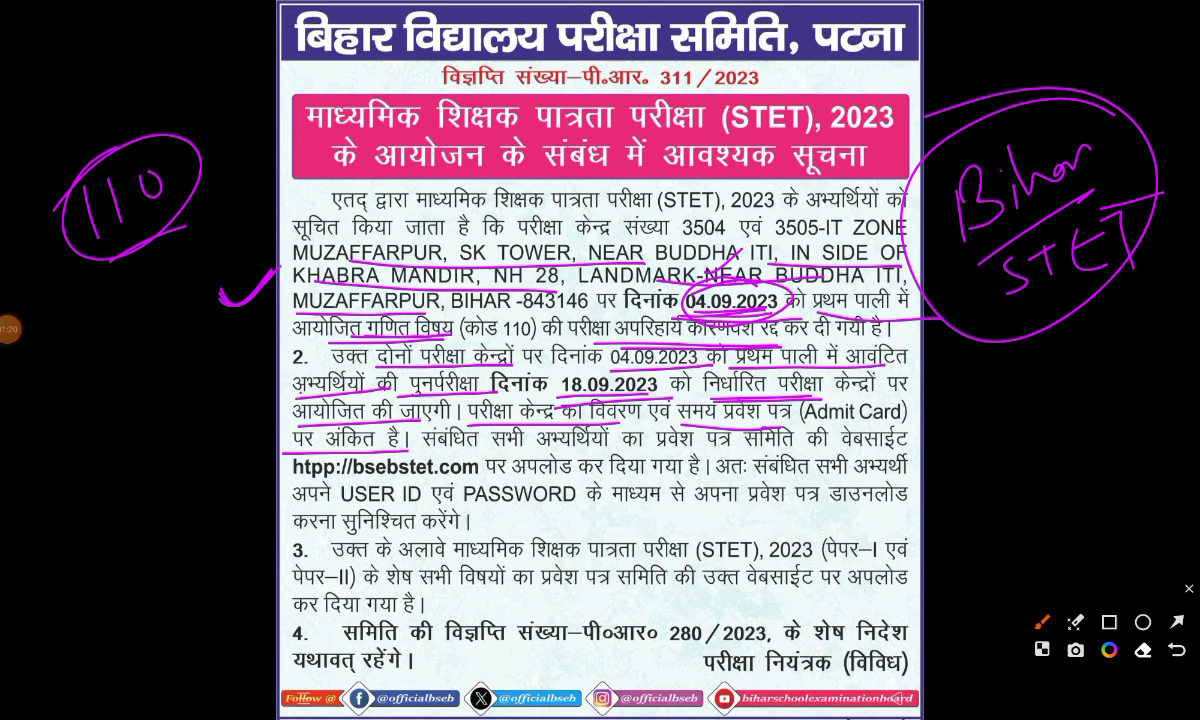 बिहार विद्यालय परीक्षा समिति, पटना
विज्ञप्ति संख्या–पी॰आर॰ 311/2023
माध्यमिक शिक्षक पात्रता परीक्षा (STET), 2023
के आयोजन के संबंध में आवश्यक सूचना
110
Bihar
STET
एतद् द्वारा माध्यमिक शिक्षक पात्रता परीक्षा (STET), 2023 के अभ्यर्थियों को
सूचित किया जाता है कि परीक्षा केन्द्र संख्या 3504 एवं 3505-IT ZONE
MUZAFFARPUR, SK TOWER, NEAR BUDDHA ITI, IN SIDE OF
KHABRA MANDIR, NH 28, LANDMARK-NEAR BUDDHA ITI,
MUZAFFARPUR, BIHAR -843146 पर दिनांक 04.09.2023 को प्रथम पाली में
आयोजित गणित विषय (कोड 110) की परीक्षा अपरिहार्य कारणवश रद्द कर दी गयी है।
2. उक्त दोनों परीक्षा केन्द्रों पर दिनांक 04.09.2023 को प्रथम पाली में आवंटित
अभ्यर्थियों की पुनर्परीक्षा दिनांक 18.09.2023 को निर्धारित परीक्षा केन्द्रों पर
आयोजित की जाएगी। परीक्षा केन्द्र का विवरण एवं समय प्रवेश पत्र (Admit Card)
पर अंकित है। संबंधित सभी अभ्यर्थियों का प्रवेश पत्र समिति की वेबसाईट
htpp://bsebstet.com पर अपलोड कर दिया गया है। अतः संबंधित सभी अभ्यर्थी
अपने USER ID एवं PASSWORD के माध्यम से अपना प्रवेश पत्र डाउनलोड
करना सुनिश्चित करेंगे।
3. उक्त के अलावे माध्यमिक शिक्षक पात्रता परीक्षा (STET), 2023 (पेपर–I एवं
पेपर–II) के शेष सभी विषयों का प्रवेश पत्र समिति की उक्त वेबसाईट पर अपलोड
कर दिया गया है।
4. समिति की विज्ञप्ति संख्या–पी०आर० 280/2023, के शेष निदेश
यथावत् रहेंगे। परीक्षा नियंत्रक (विविध)
Follow @ @officialbseb @officialbseb @officialbseb biharschoolexaminationboard
01:20